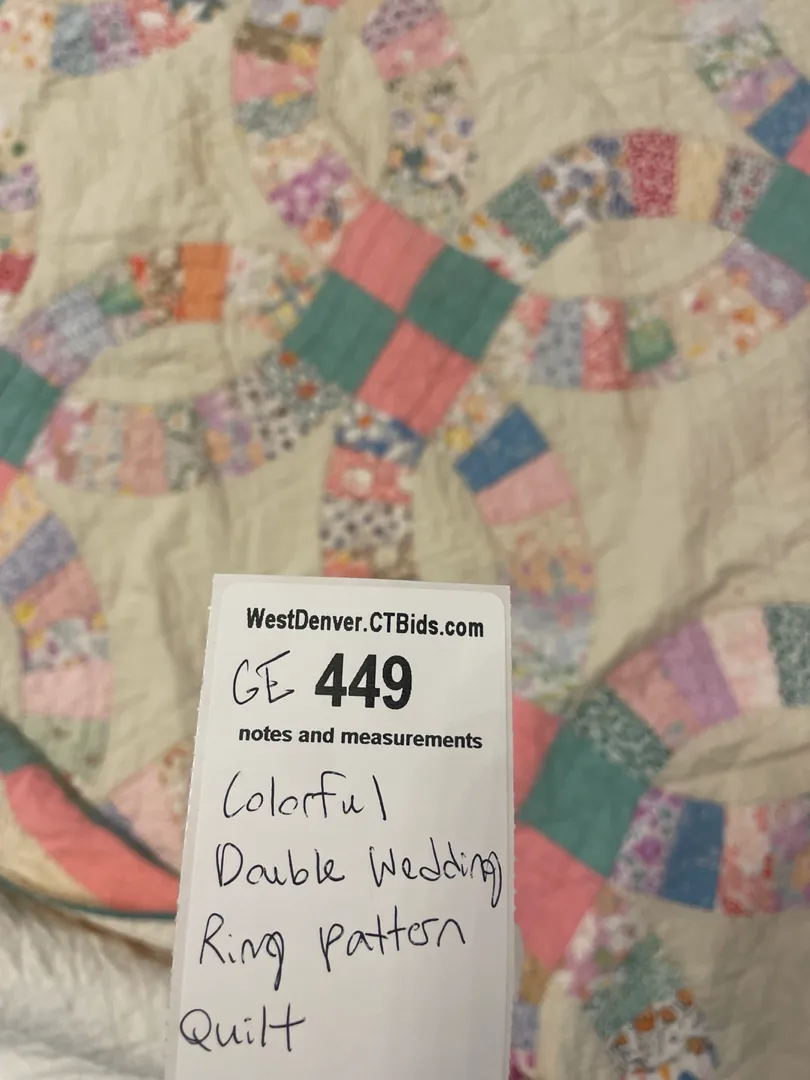 WestDenver.CTBids.com
GE 449
notes and measurements
Colorful
Double Wedding
Ring pattern
Quilt